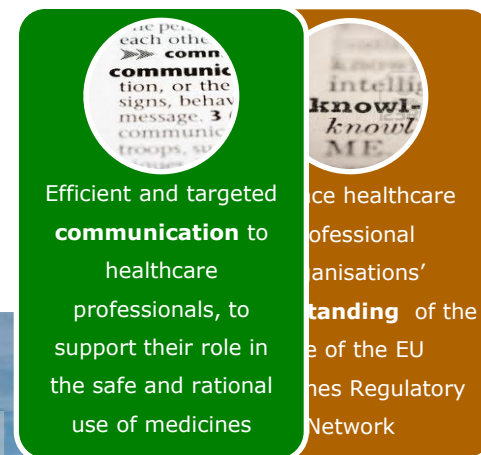 each othe
comn
communic
tion, or the
signs, behav
message. 3
communic
troops, su
intellig
knowl-
knowl
ME
Efficient and targeted
communication to
healthcare
professionals, to
support their role in
the safe and rational
use of medicines
ce healthcare
ofessional
anisations’
tanding of the
e of the EU
nes Regulatory
Network